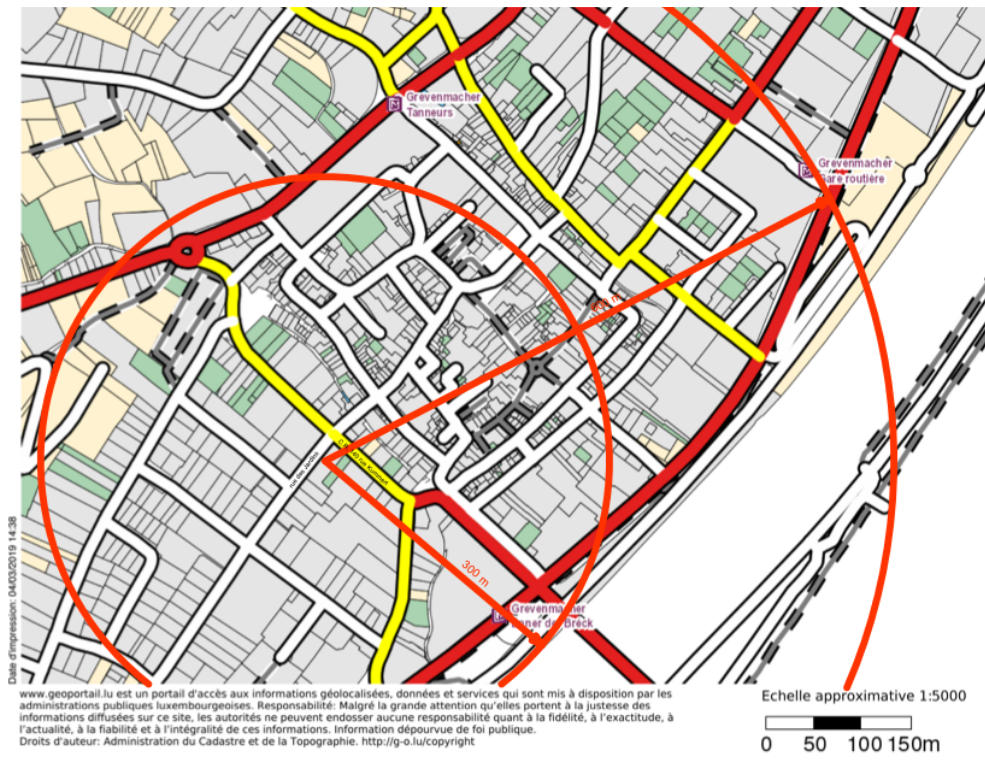 Grevenmacher
Tanneurs
Grevenmacher
Gare routière
300 m
Grevenmacher
rue des Jardins
Date d'impression: 04/03/2019 14:38
www.geoportail.lu est un portail d'accès aux informations géolocalisées, données et services qui sont mis à disposition par les
administrations publiques luxembourgeoises. Responsabilité: Malgré la grande attention qu'elles portent à la justesse des
informations diffusées sur ce site, les autorités ne peuvent endosser aucune responsabilité quant à la fidélité, à l'exactitude, à
l'actualité, à la fiabilité et à l'intégralité de ces informations. Information dépourvue de foi publique.
Droits d'auteur: Administration du Cadastre et de la Topographie. http://g-o.lu/copyright
Echelle approximative 1:5000
0 50 100 150m